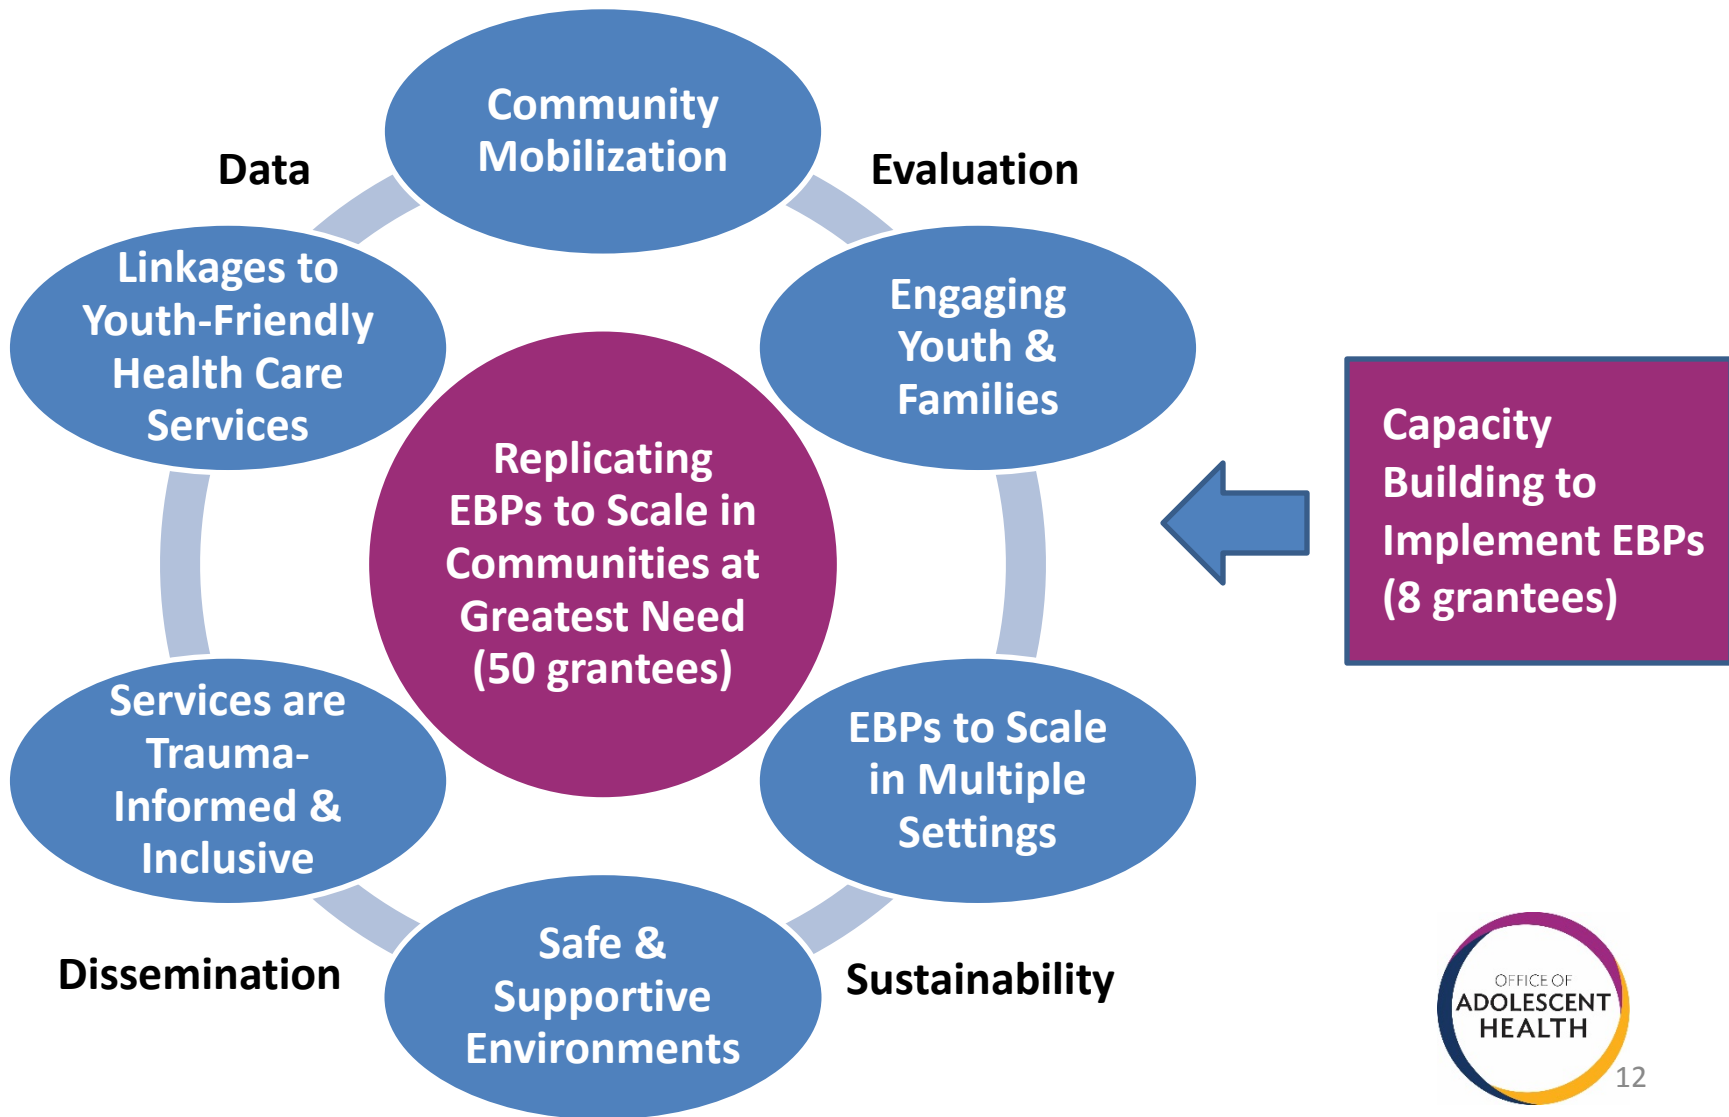 Community
Mobilization
Data
Evaluation
Linkages to
Youth-Friendly
Health Care
Services
Engaging
Youth &
Families
Replicating
EBPs to Scale in
Communities at
Greatest Need
(50 grantees)
Capacity
Building to
Implement EBPs
(8 grantees)
Services are
Trauma-
Informed &
Inclusive
EBPs to Scale
in Multiple
Settings
Dissemination
Safe &
Supportive
Environments
Sustainability
OFFICE OF
ADOLESCENT
HEALTH
12